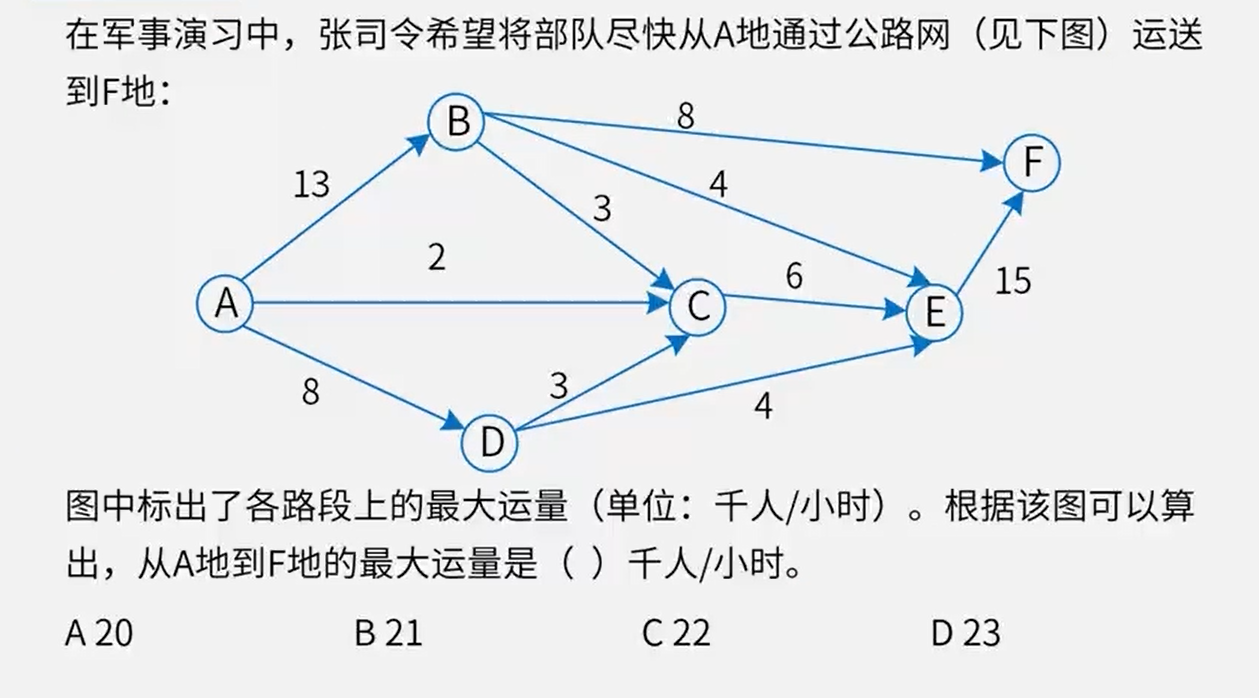 在军事演习中，张司令希望将部队尽快从A地通过公路网（见下图）运送
到F地：
B
8
F
13
4
3
2
A
6
15
C
E
8
3
4
D
图中标出了各路段上的最大运量（单位：千人/小时）。根据该图可以算
出，从A地到F地的最大运量是（ ）千人/小时。
A 20 B 21 C 22 D 23